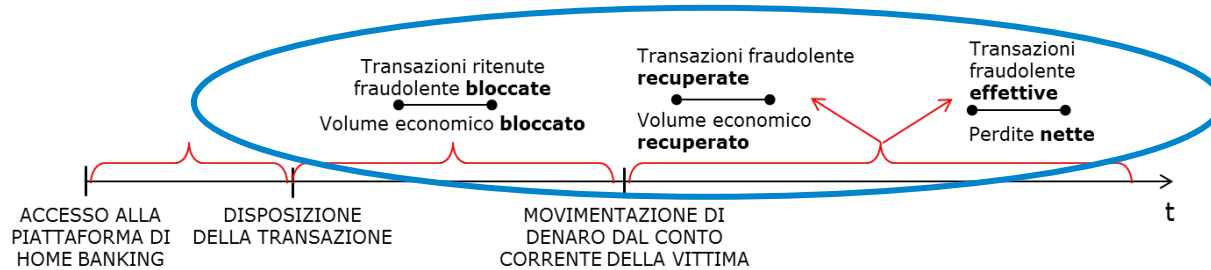 Transazioni ritenute
fraudolente bloccate
Volume economico bloccato
Transazioni fraudolente
recuperate
Volume economico
recuperato
Transazioni
fraudolente
effettive
Perdite nette
ACCESSO ALLA
PIATTAFORMA DI
HOME BANKING
DISPOSIZIONE
DELLA TRANSAZIONE
MOVIMENTAZIONE DI
DENARO DAL CONTO
CORRENTE DELLA VITTIMA
t